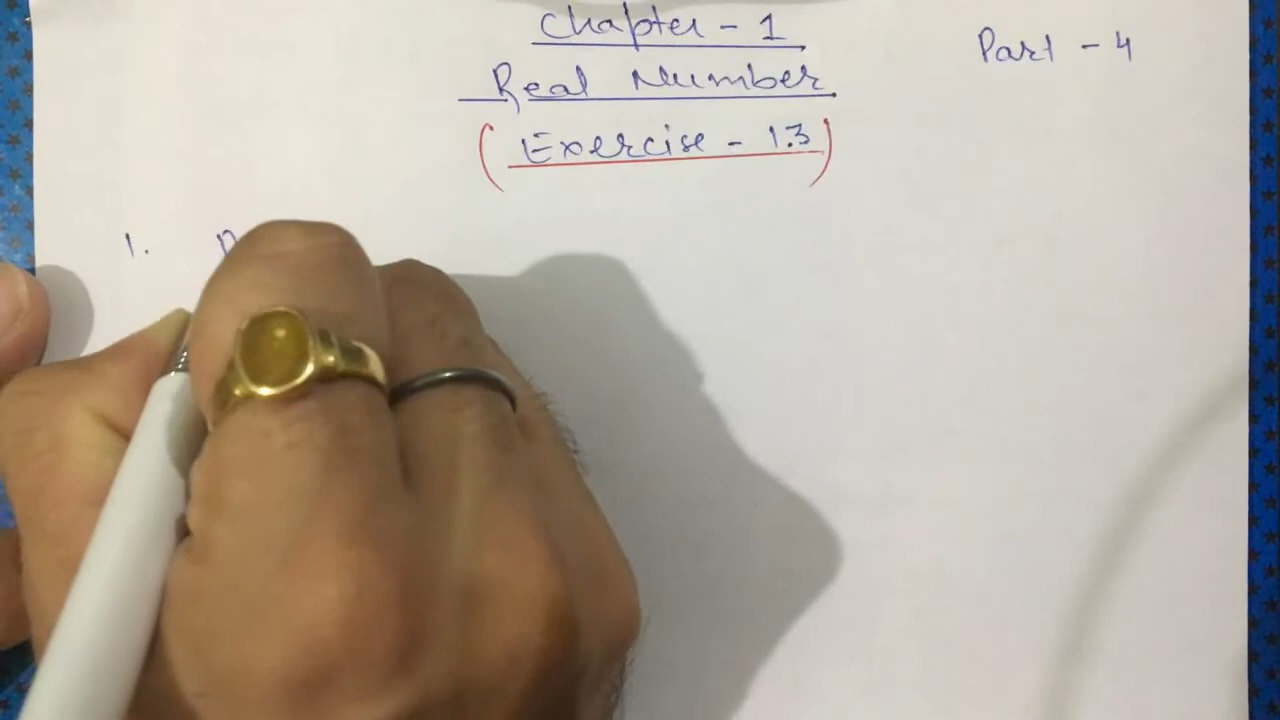 Chapter - 1
Part - 4
Real Number
(Exercise - 1.3)
1.